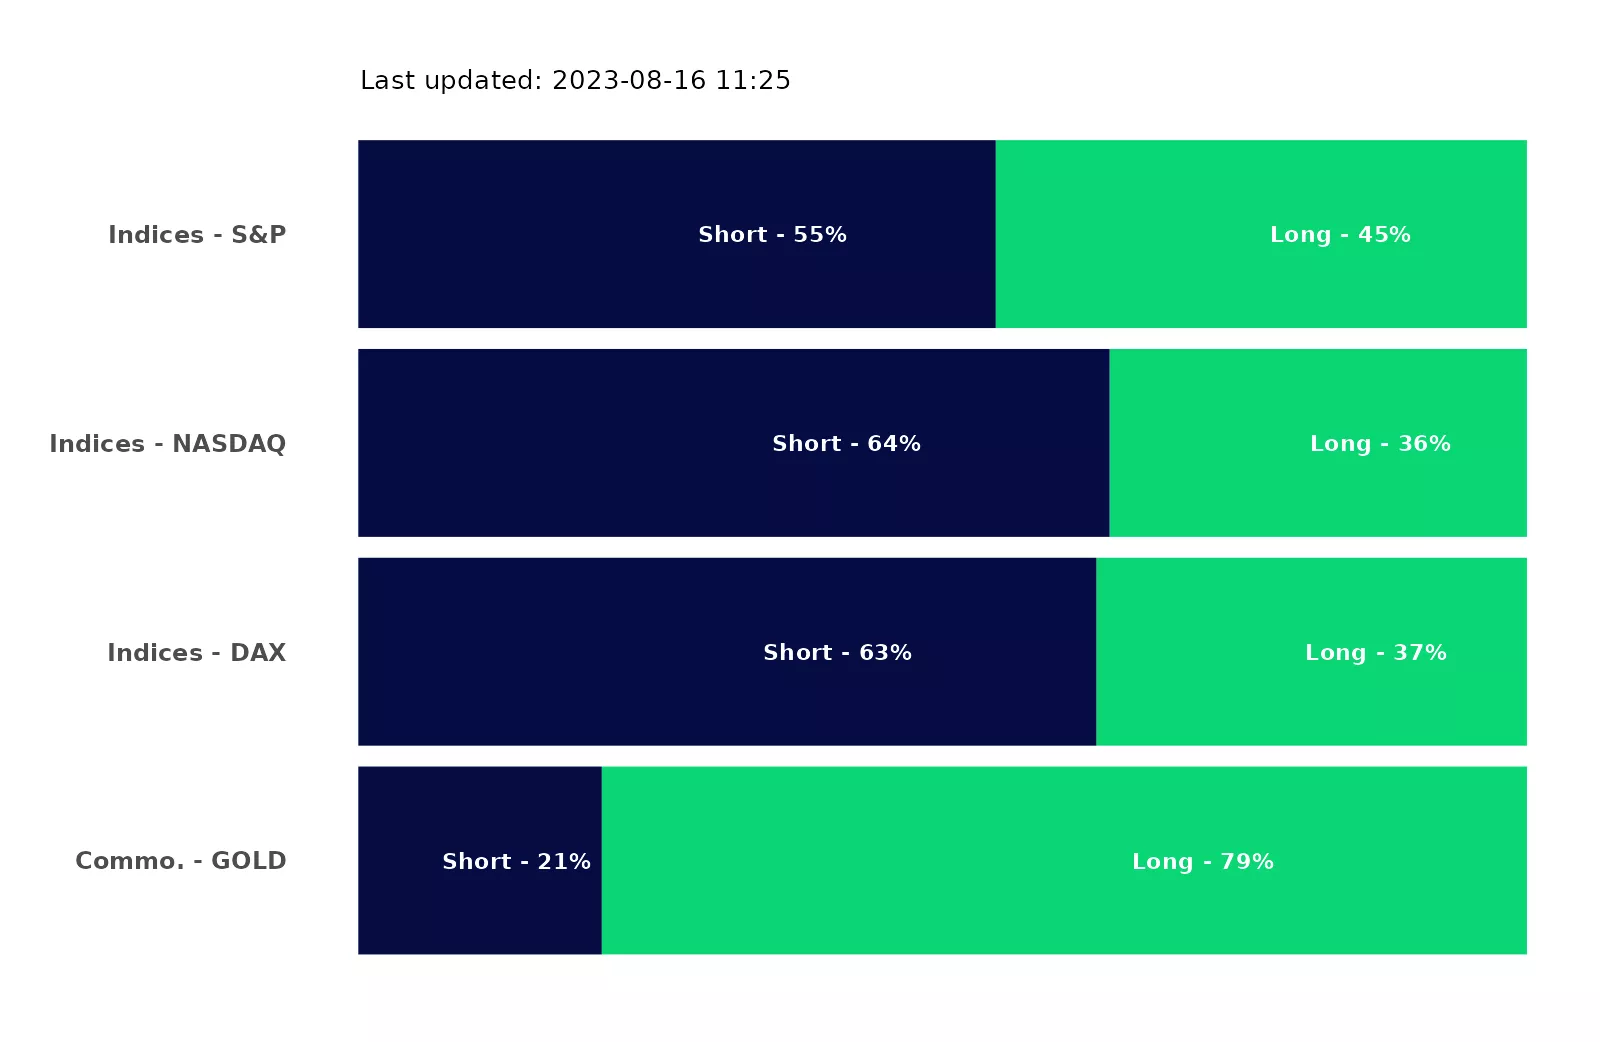 Last updated: 2023-08-16 11:25
Indices - S&P Short - 55% Long - 45%
Indices - NASDAQ Short - 64% Long - 36%
Indices - DAX Short - 63% Long - 37%
Commo. - GOLD Short - 21% Long - 79%